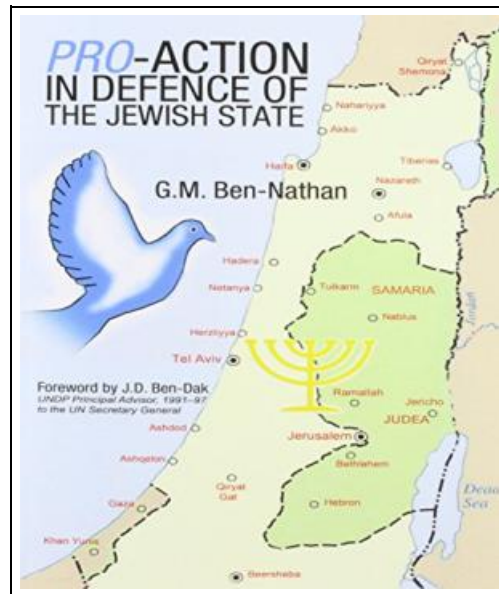 PRO-ACTION
IN DEFENCE OF
THE JEWISH STATE
Qiryat
Shemona
Nahariyya
Akko
Haifa
Tiberias
G.M. Ben-Nathan
Nazareth
Afula
Hadera
Netanya
Tulkarm
SAMARIA
Nablus
Jordan
Herzliyya
Tel Aviv
Foreword by J.D. Ben-Dak
UNDP Principal Advisor, 1991–97
to the UN Secretary General
Ramallah
Jericho
JUDEA
Ashdod
Jerusalem
Ashqelon
Bethlehem
Qiryat
Gat
Dead
Sea
Gaza
Hebron
Khan Yunis
Beersheba